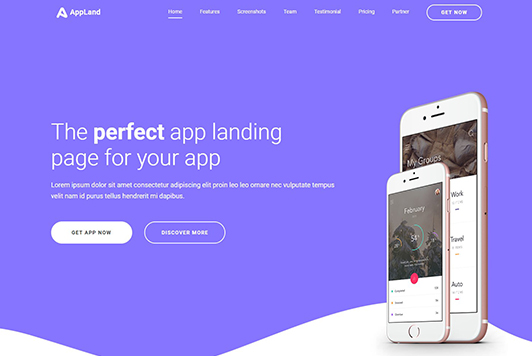 AppLand
Home Features Screenshots Team Testimonial Pricing Partner GET NOW
The perfect app landing
page for your app
Lorem ipsum dolor sit amet consectetur adipiscing elit proin leo leo ornare nec vulputate tempus
velit nam id purus tellus hendrerit mi dapibus.
GET APP NOW DISCOVER MORE
My Groups
Work
Travel
Auto
February
58°